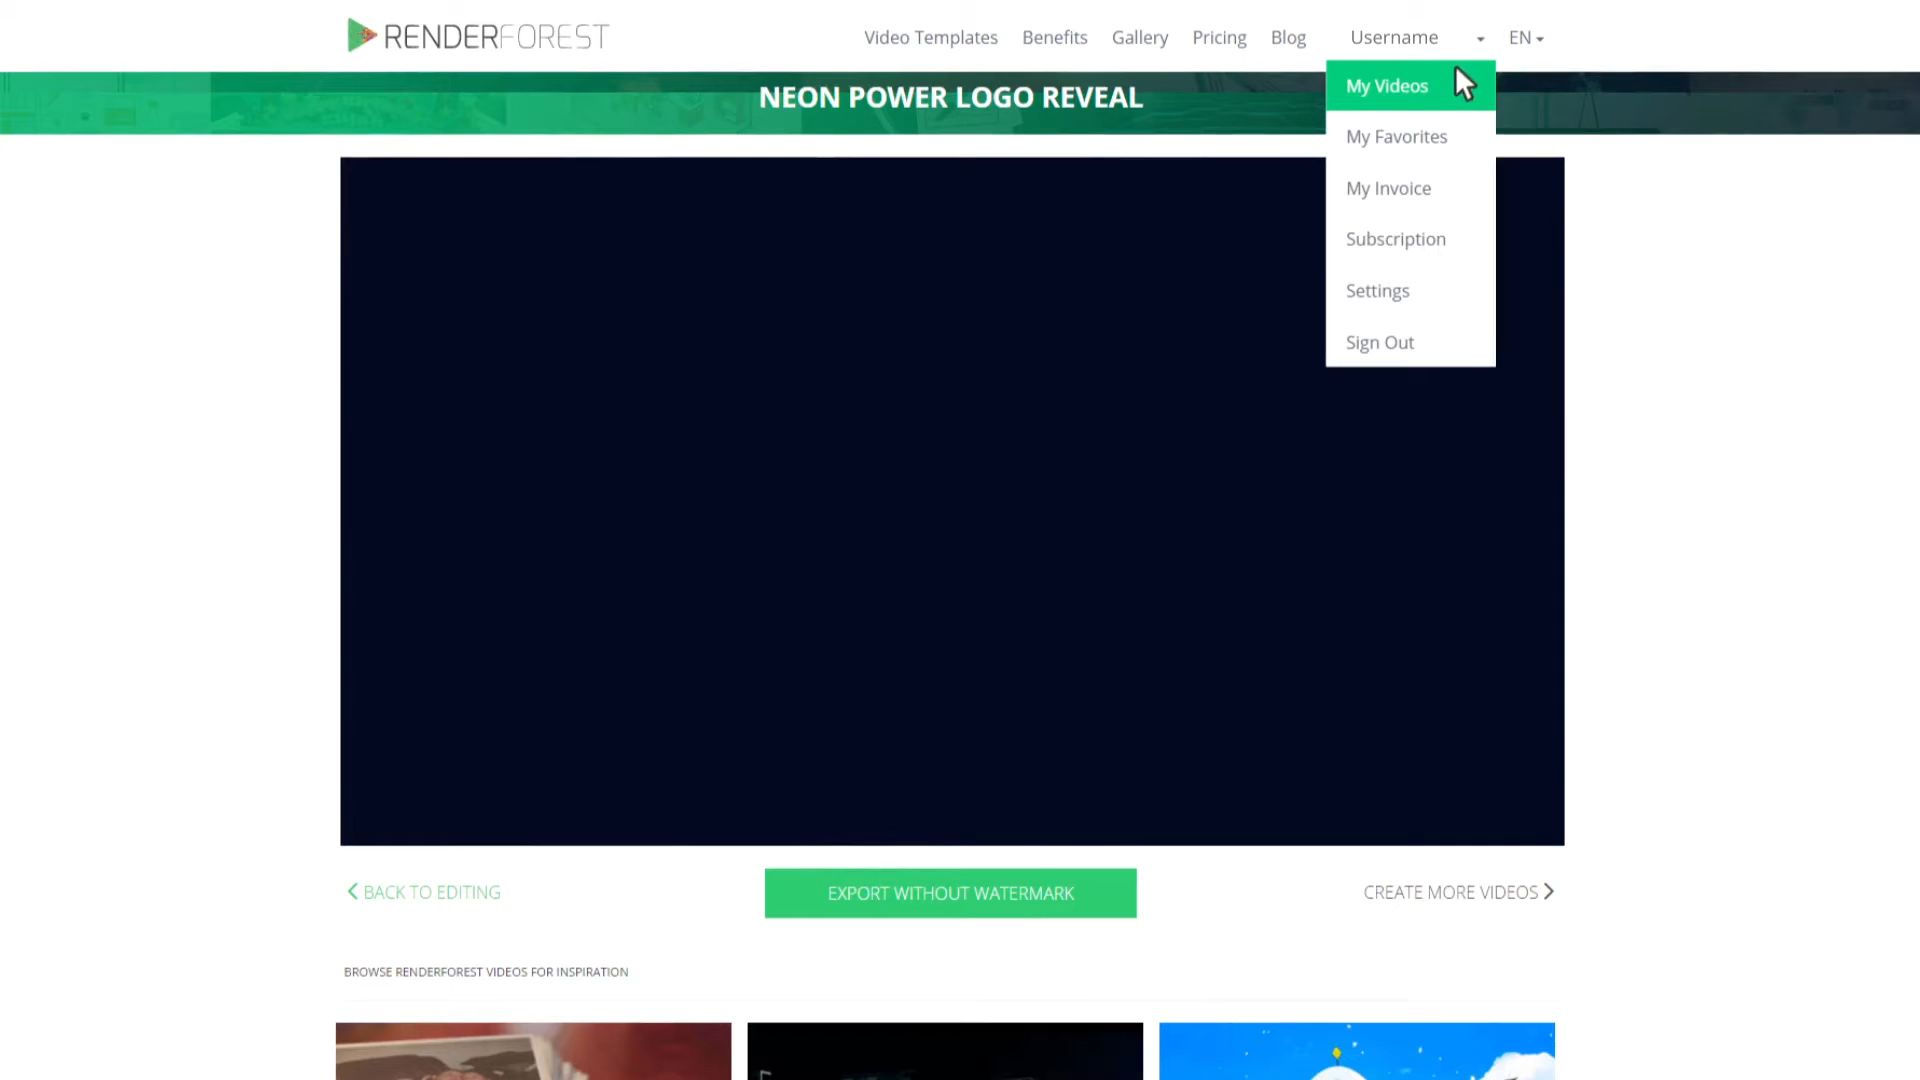 RENDERFOREST
Video Templates Benefits Gallery Pricing Blog Username EN
NEON POWER LOGO REVEAL
My Videos
My Favorites
My Invoice
Subscription
Settings
Sign Out
BACK TO EDITING
EXPORT WITHOUT WATERMARK
CREATE MORE VIDEOS
BROWSE RENDERFOREST VIDEOS FOR INSPIRATION